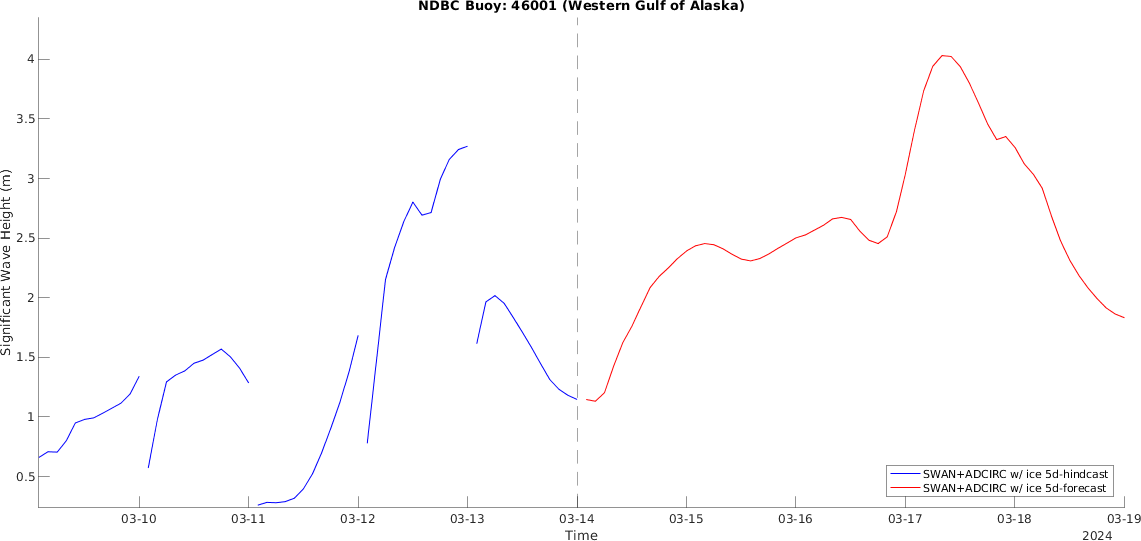 NDBC Buoy: 46001 (Western Gulf of Alaska)
Significant Wave Height (m)
4
3.5
3
2.5
2
1.5
1
0.5
SWAN+ADCIRC w/ ice 5d-hindcast
SWAN+ADCIRC w/ ice 5d-forecast
03-10 03-11 03-12 03-13 03-14 03-15 03-16 03-17 03-18 03-19
Time
2024